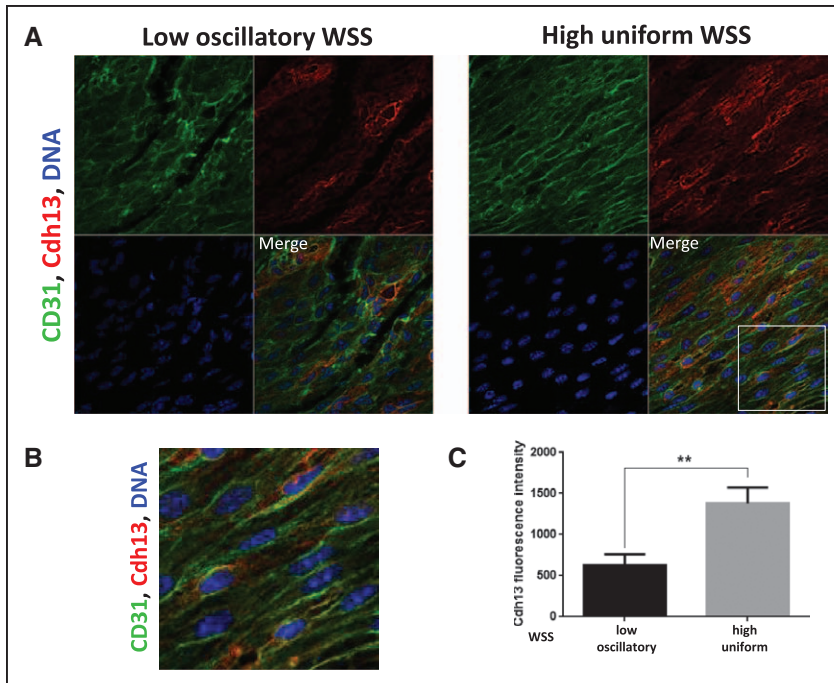 A
Low oscillatory WSS
High uniform WSS
CD31, Cdh13, DNA
Merge
Merge
B
CD31, Cdh13, DNA
C
Cdh13 fluorescence intensity
2000
1500
1000
500
0
**
WSS
low
oscillatory
high
uniform